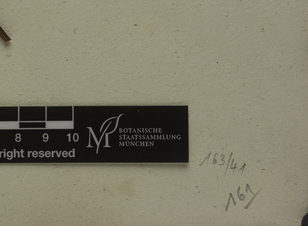 8 9 10
right reserved
M
BOTANISCHE
STAATSSAMMLUNG
MÜNCHEN
163/41
161